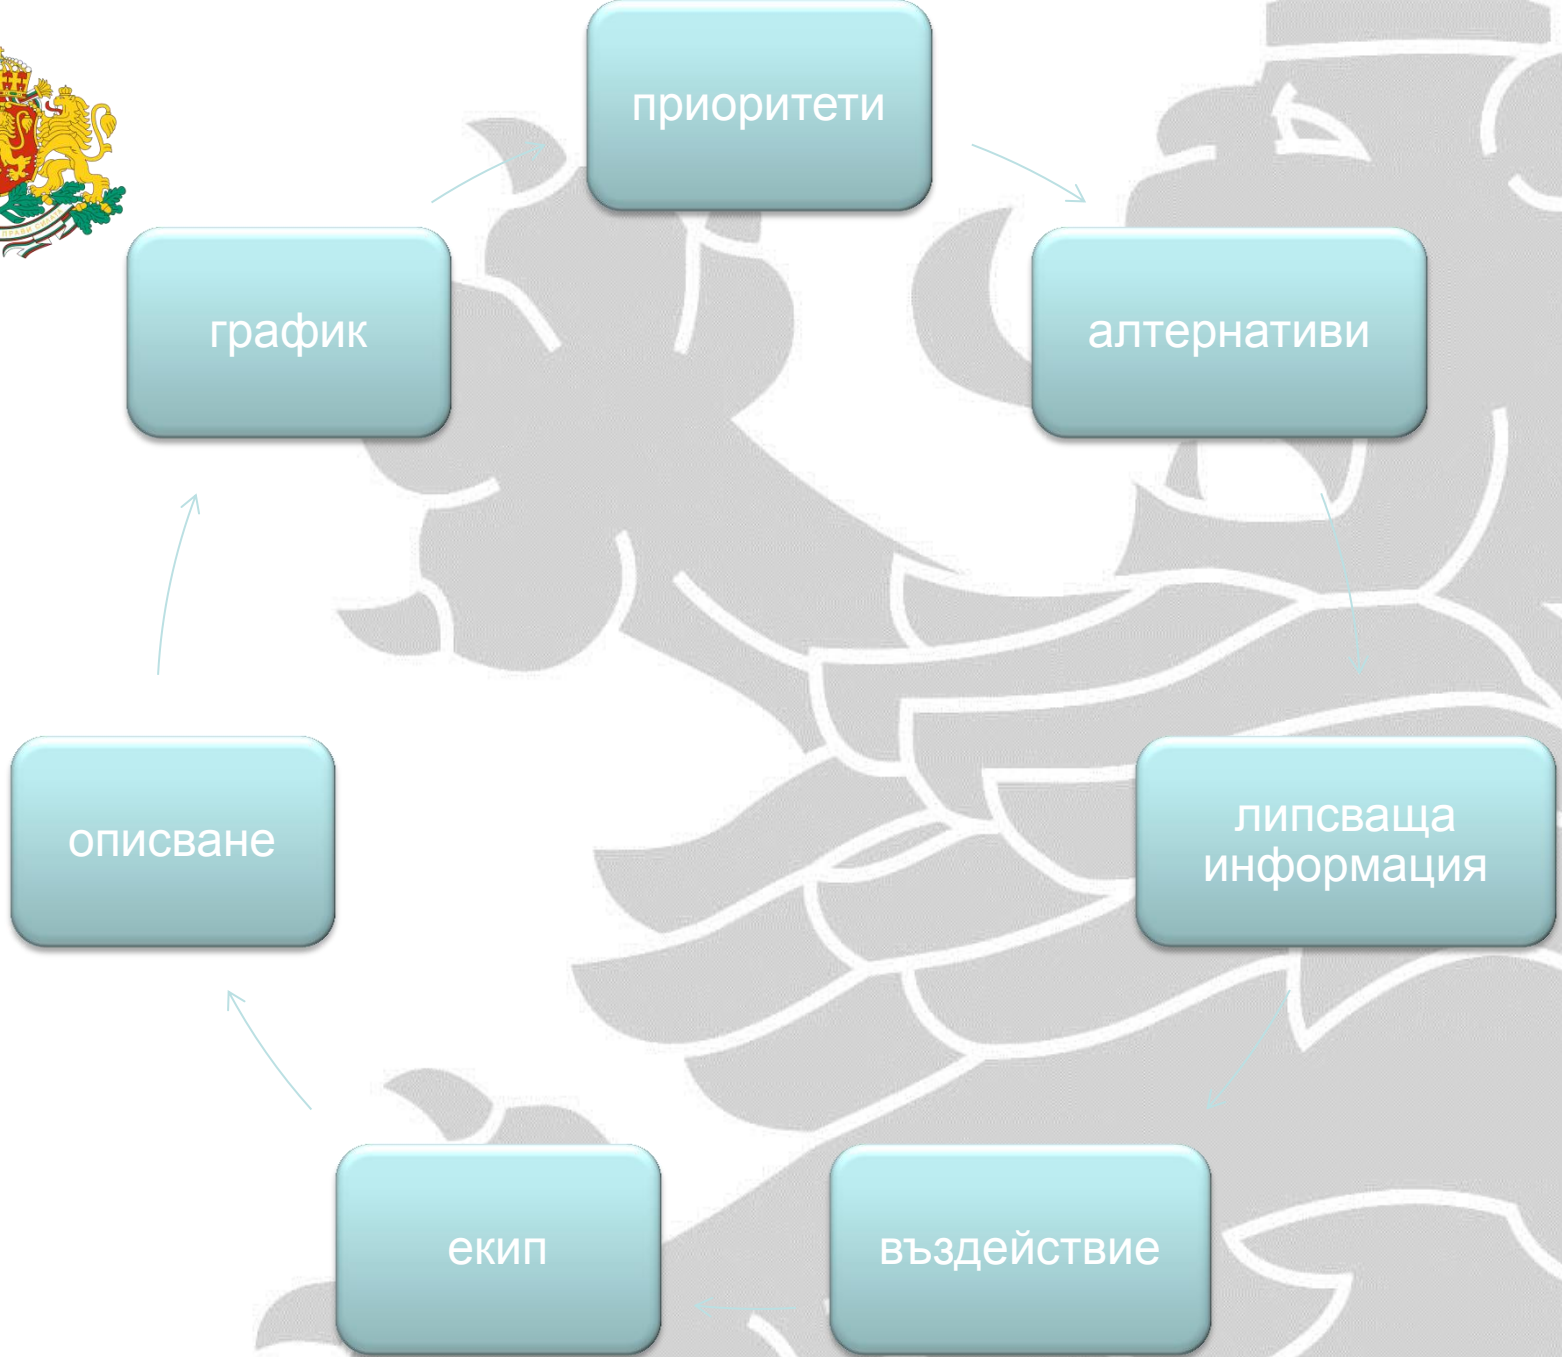 приоритети
алтернативи
липсваща
информация
въздействие
екип
описване
график